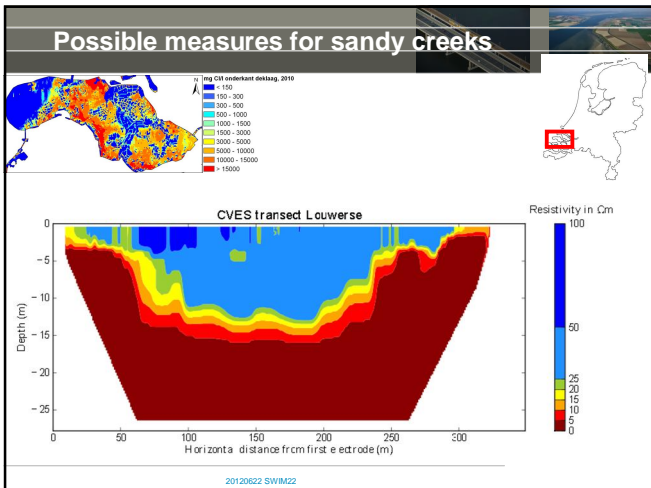 Possible measures for sandy creeks
mg Cl/l onderkant deklaag, 2010
N
< 150
150 - 300
300 - 500
500 - 1000
1000 - 1500
1500 - 3000
3000 - 5000
5000 - 10000
10000 - 15000
> 15000
CVES transect Louwerse
Resistivity in Ωm
0
-5
-10
-15
-20
-25
Depth (m)
0 50 100 150 200 250 300
Horizonta distance from first e ectrode (m)
100
50
25
20
15
10
5
0
20120622 SWIM22